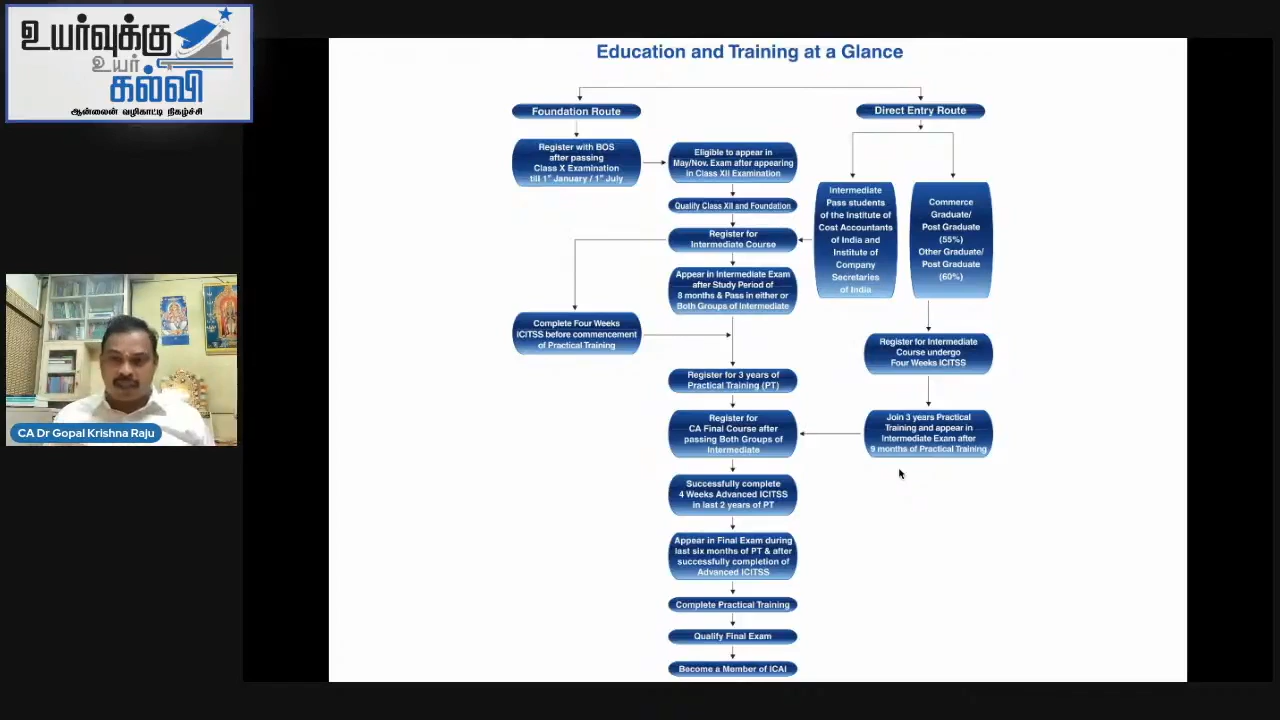 உயர்வுக்கு
உயர்
கல்வி
ஆன்லைன் வழிகாட்டி நிகழ்ச்சி
Education and Training at a Glance
Foundation Route
Direct Entry Route
Register with BOS
after passing
Class X Examination
till 1st January / 1st July
Eligible to appear in
May/Nov. Exam after appearing
in Class XII Examination
Qualify Class XII and Foundation
Register for
Intermediate Course
Appear in Intermediate Exam
after Study Period of
8 months & Pass in either or
Both Groups of Intermediate
Intermediate
Pass students
of the Institute of
Cost Accountants
of India and
Institute of
Company
Secretaries
of India
Commerce
Graduate/
Post Graduate
(55%)
Other Graduate/
Post Graduate
(60%)
Complete Four Weeks
ICITSS before commencement
of Practical Training
Register for Intermediate
Course undergo
Four Weeks ICITSS
Register for 3 years of
Practical Training (PT)
Register for
CA Final Course after
passing Both Groups of
Intermediate
Join 3 years Practical
Training and appear in
Intermediate Exam after
9 months of Practical Training
Successfully complete
4 Weeks Advanced ICITSS
in last 2 years of PT
Appear in Final Exam during
last six months of PT & after
successfully completion of
Advanced ICITSS
Complete Practical Training
Qualify Final Exam
Become a Member of ICAI
CA Dr Gopal Krishna Raju